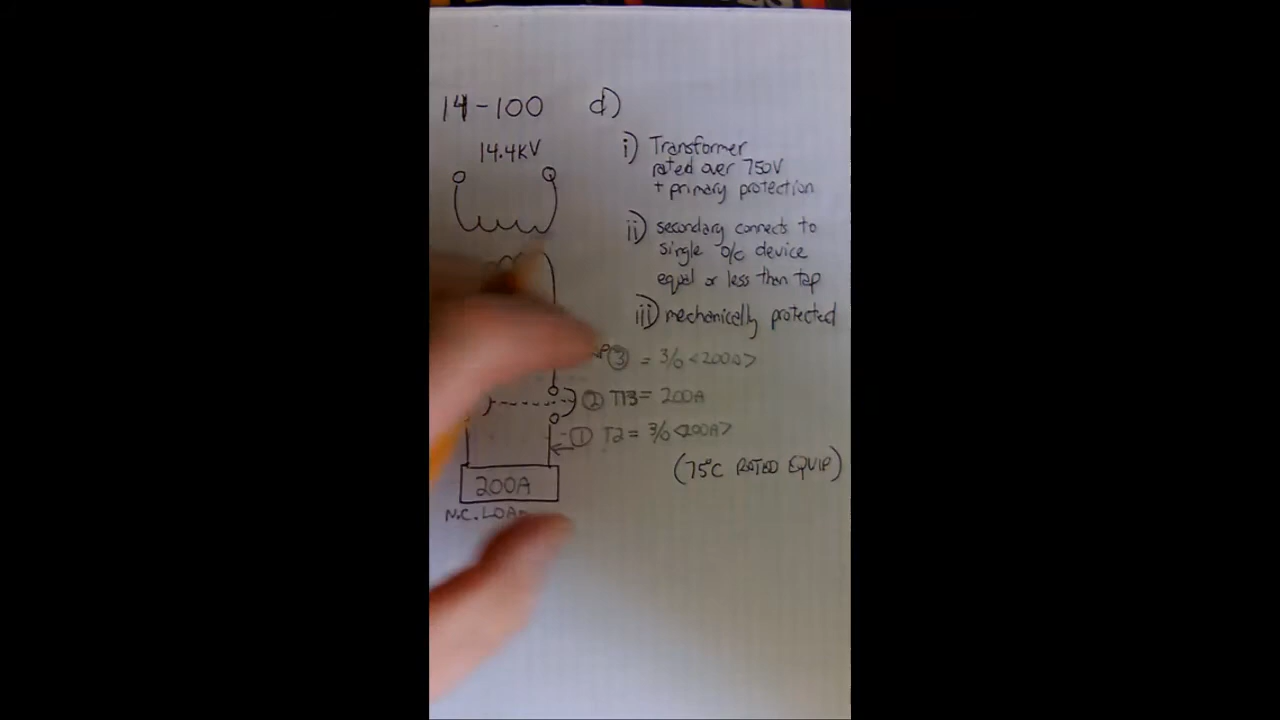 14-100 d)
14.4kV
i) Transformer
rated over 750V
+ primary protection
ii) secondary connects to
single o/c device
equal or less than tap
iii) mechanically protected
③ = 3/0 <200A>
② T13 = 200A
① T2 = 3/0 <200A>
(75°C RATED EQUIP)
200A
N.C. LOAD